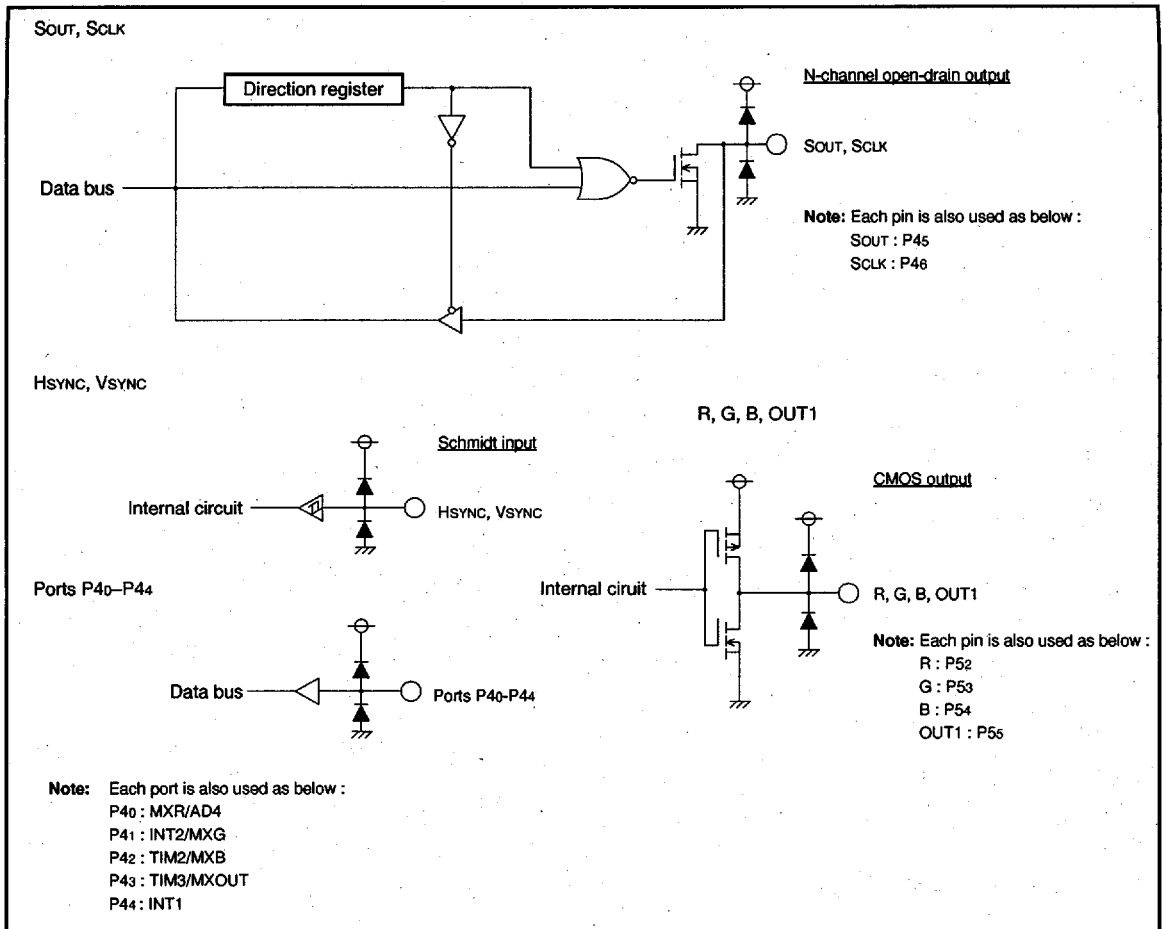 SOUT, SCLK
Direction register
N-channel open-drain output
SOUT, SCLK
Data bus
Note: Each pin is also used as below :
SOUT : P45
SCLK : P46
HSYNC, VSYNC
R, G, B, OUT1
Schmidt input
CMOS output
Internal circuit
HSYNC, VSYNC
Ports P40–P44
Internal ciruit
R, G, B, OUT1
Note: Each pin is also used as below :
R : P52
G : P53
B : P54
OUT1 : P55
Data bus
Ports P40-P44
Note: Each port is also used as below :
P40 : MXR/AD4
P41 : INT2/MXG
P42 : TIM2/MXB
P43 : TIM3/MXOUT
P44 : INT1